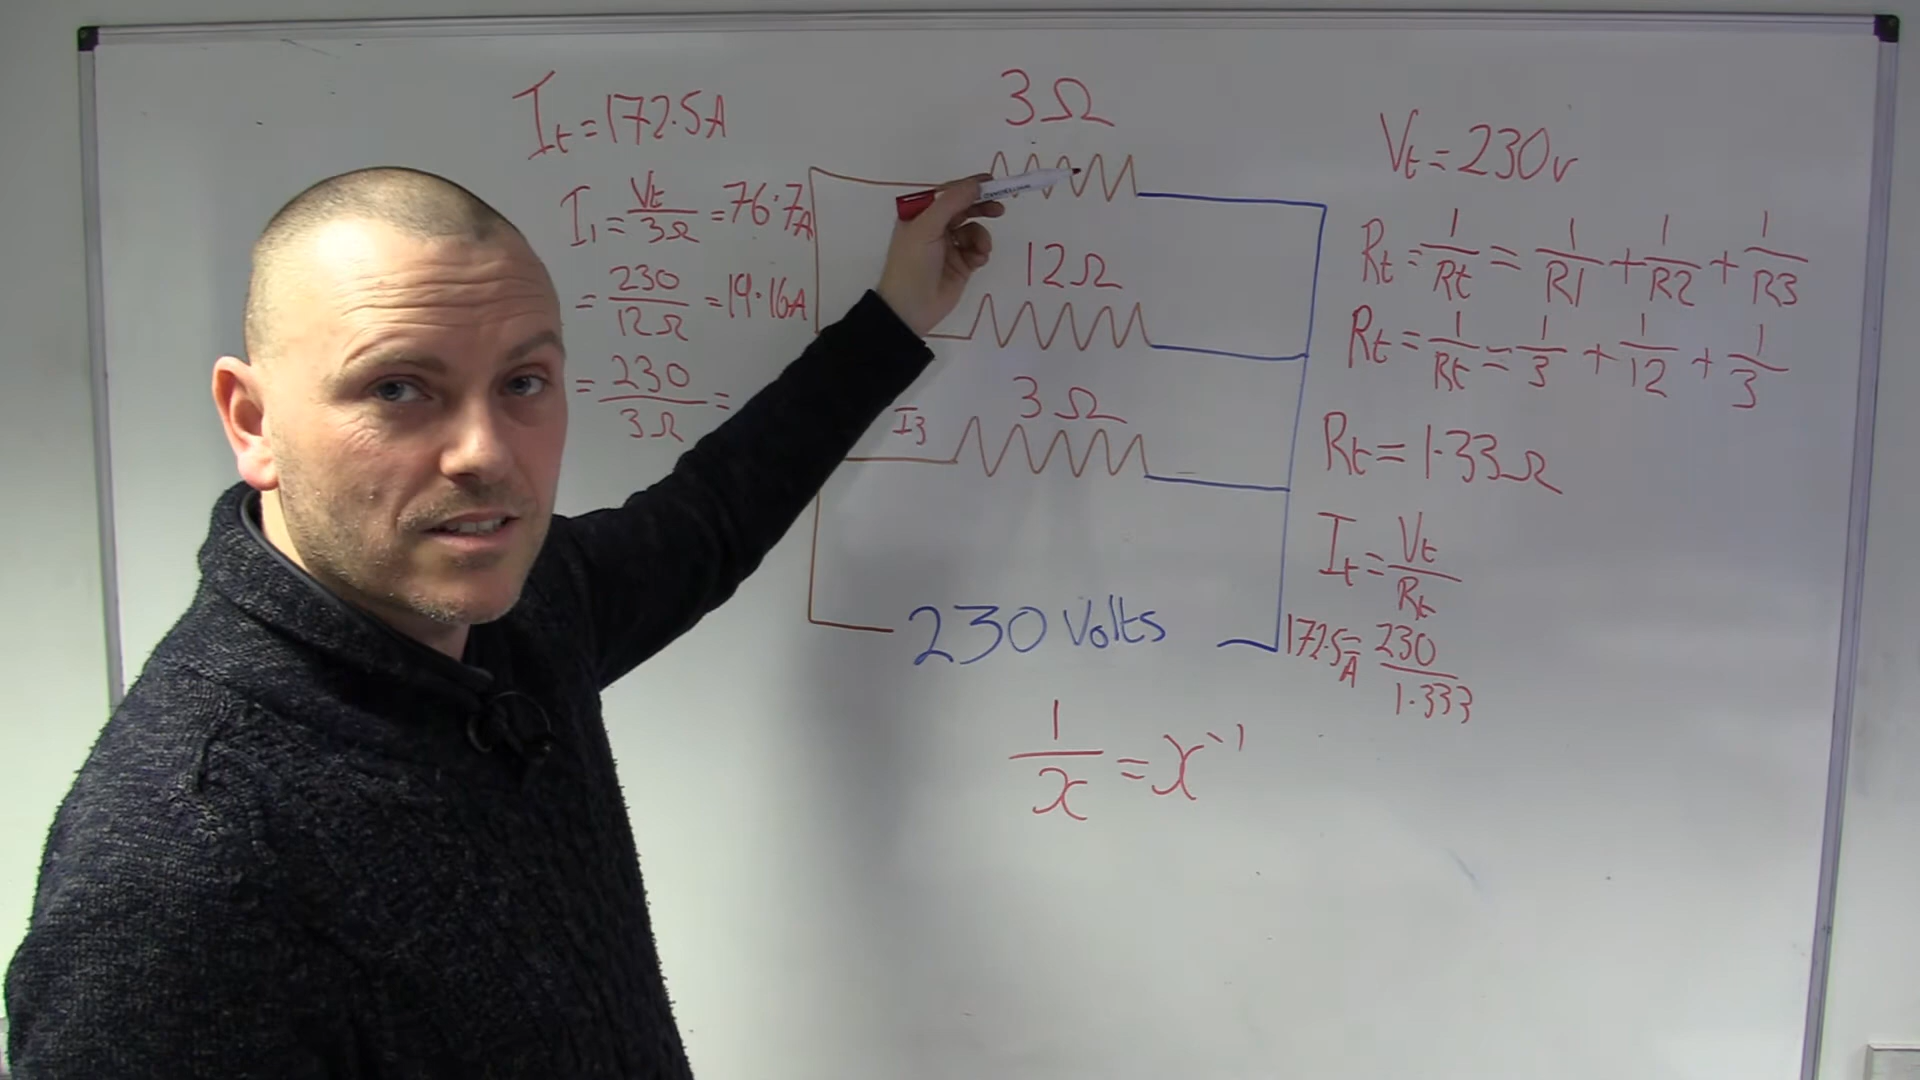 It = 172.5A
I1 = Vt/3Ω = 76.7A
= 230/12Ω = 19.16A
= 230/3Ω =
3Ω
12Ω
3Ω
I3
230 Volts
1/x = x⁻¹
Vt = 230v
Rt = 1/Rt = 1/R1 + 1/R2 + 1/R3
Rt = 1/Rt = 1/3 + 1/12 + 1/3
Rt = 1.33Ω
It = Vt/Rt
172.5A = 230/1.333